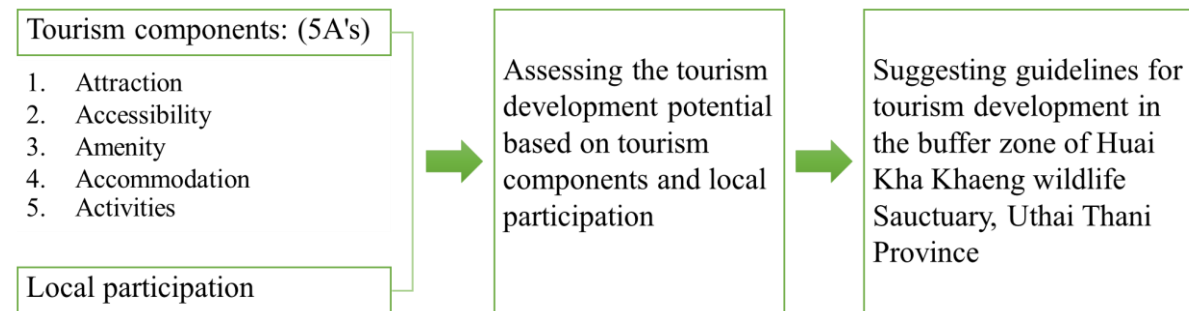 Tourism components: (5A's)
1. Attraction
2. Accessibility
3. Amenity
4. Accommodation
5. Activities
Local participation
Assessing the tourism
development potential
based on tourism
components and local
participation
Suggesting guidelines for
tourism development in
the buffer zone of Huai
Kha Khaeng wildlife
Sauctuary, Uthai Thani
Province